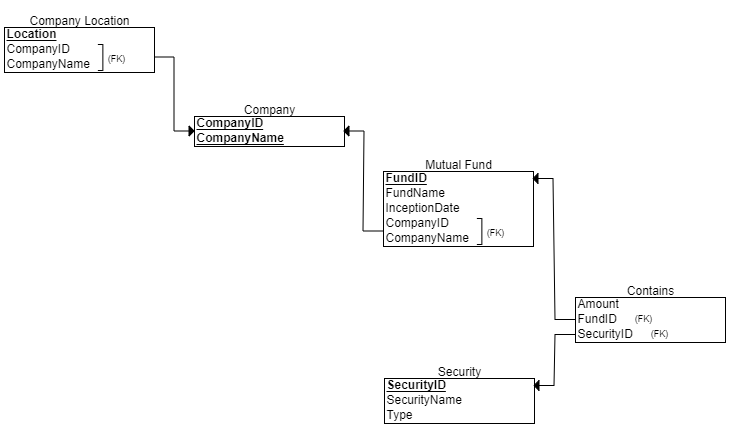 Company Location
Location
CompanyID
CompanyName
(FK)
Company
CompanyID
CompanyName
Mutual Fund
FundID
FundName
InceptionDate
CompanyID
CompanyName
(FK)
Contains
Amount
FundID (FK)
SecurityID (FK)
Security
SecurityID
SecurityName
Type